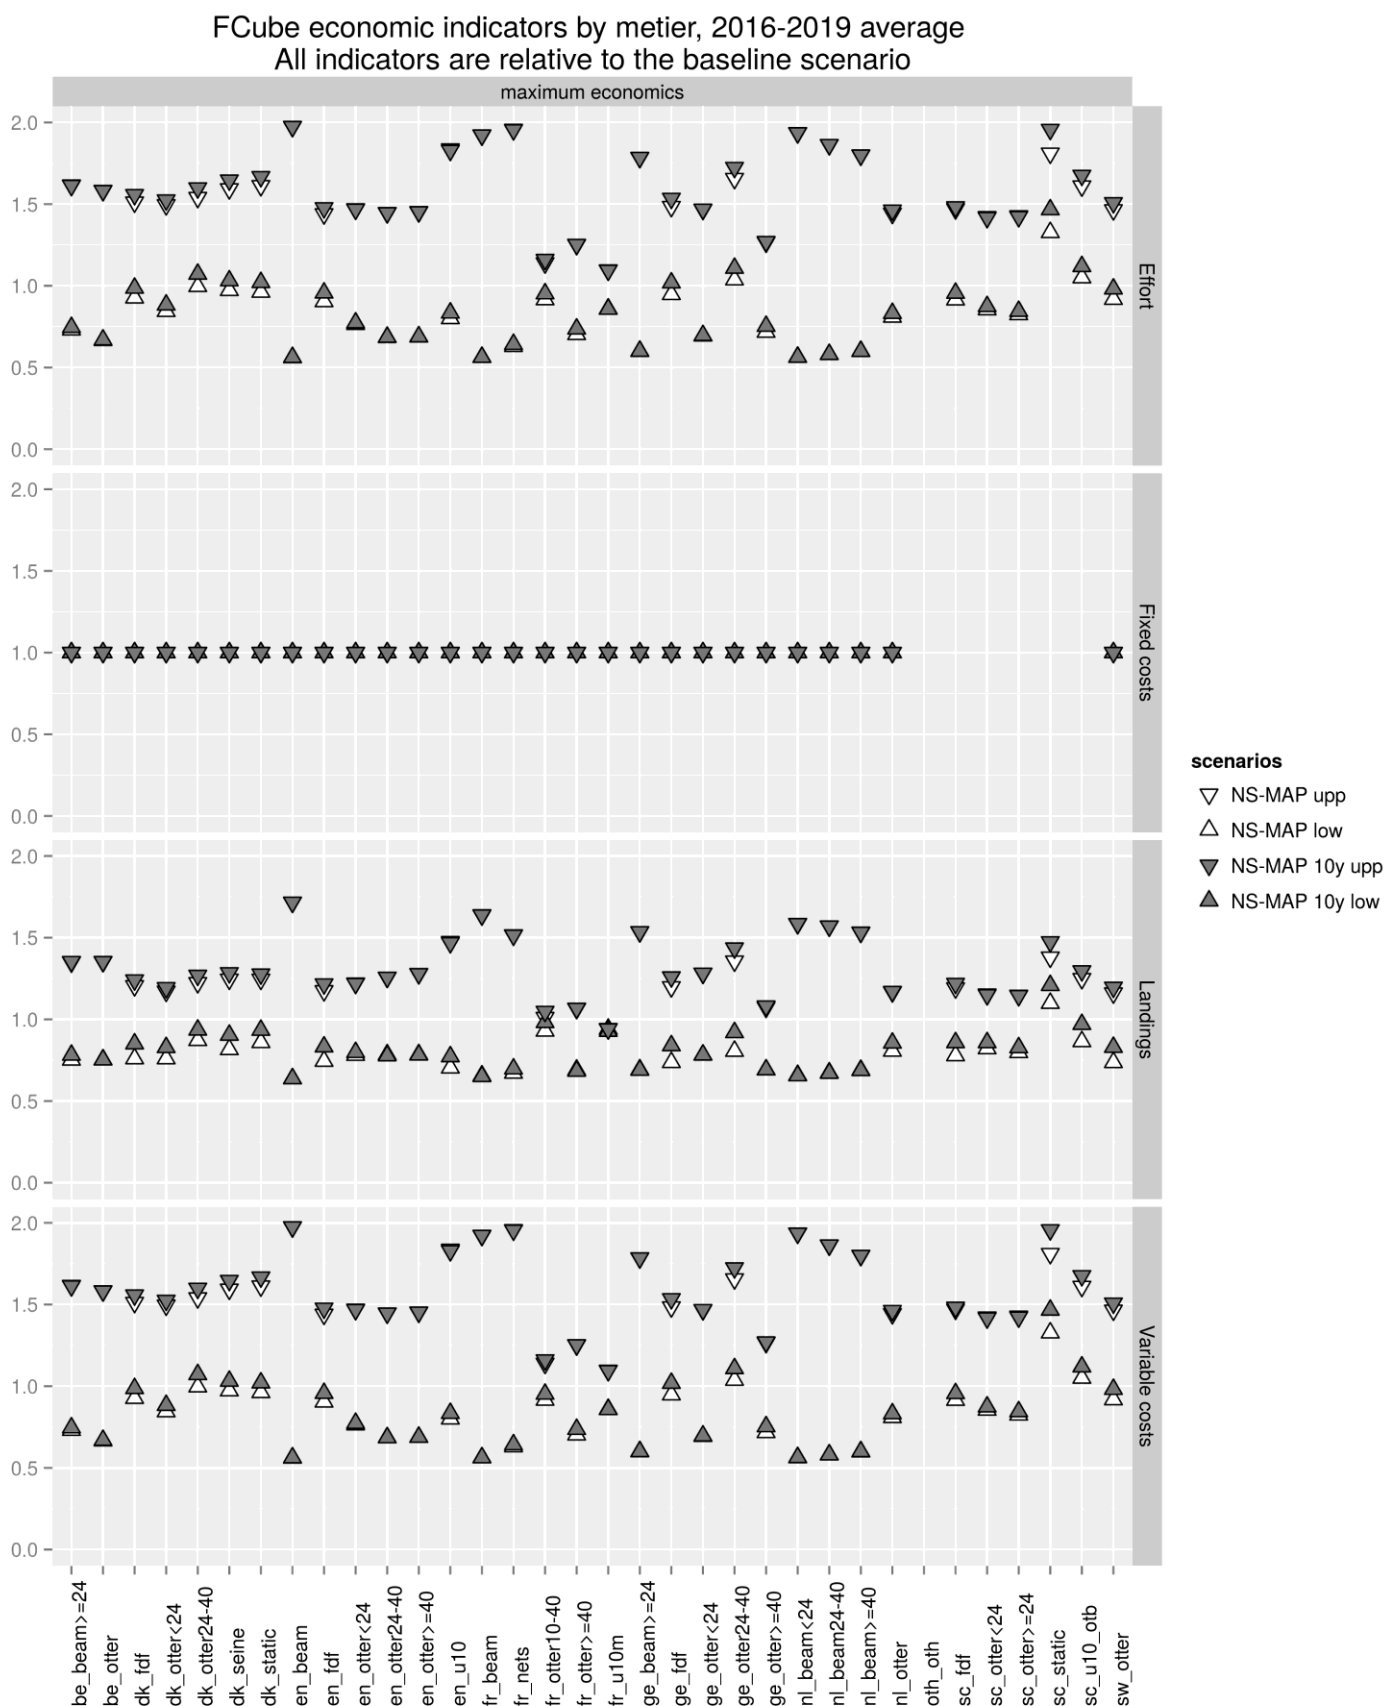 FCube economic indicators by metier, 2016-2019 average
All indicators are relative to the baseline scenario
maximum economics
2.0
1.5
1.0
0.5
0.0
Effort
2.0
1.5
1.0
0.5
0.0
Fixed costs
2.0
1.5
1.0
0.5
0.0
Landings
2.0
1.5
1.0
0.5
0.0
Variable costs
be_beam>=24
be_otter
dk_fdf
dk_otter<24
dk_otter24-40
dk_seine
dk_static
en_beam
en_fdf
en_otter<24
en_otter24-40
en_otter>=40
en_u10
fr_beam
fr_nets
fr_otter10-40
fr_otter>=40
fr_u10m
ge_beam>=24
ge_fdf
ge_otter<24
ge_otter24-40
ge_otter>=40
nl_beam<24
nl_beam24-40
nl_beam>=40
nl_otter
oth_oth
sc_fdf
sc_otter<24
sc_otter>=24
sc_static
sc_u10_otb
sw_otter
scenarios
NS-MAP upp
NS-MAP low
NS-MAP 10y upp
NS-MAP 10y low